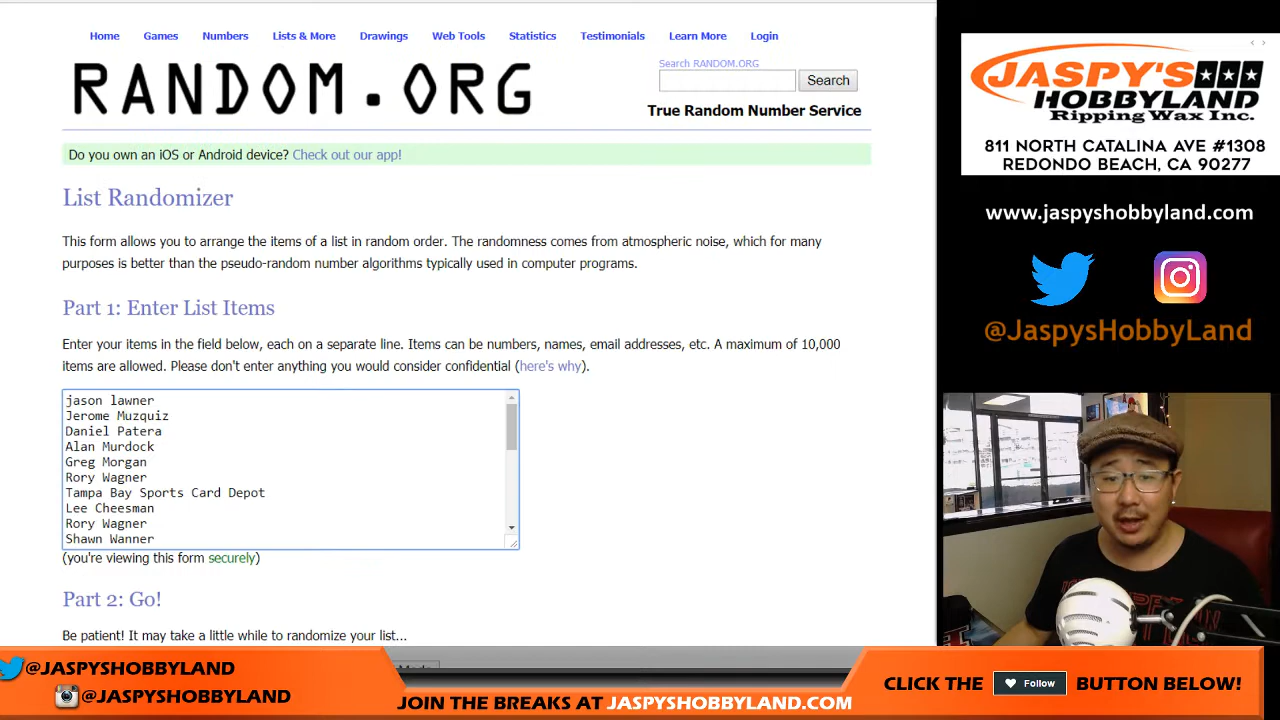 Home Games Numbers Lists & More Drawings Web Tools Statistics Testimonials Learn More Login
RANDOM.ORG
Search RANDOM.ORG
Search
True Random Number Service
Do you own an iOS or Android device? Check out our app!
List Randomizer
This form allows you to arrange the items of a list in random order. The randomness comes from atmospheric noise, which for many
purposes is better than the pseudo-random number algorithms typically used in computer programs.
Part 1: Enter List Items
Enter your items in the field below, each on a separate line. Items can be numbers, names, email addresses, etc. A maximum of 10,000
items are allowed. Please don't enter anything you would consider confidential (here's why).
jason lawner
Jerome Muzquiz
Daniel Patera
Alan Murdock
Greg Morgan
Rory Wagner
Tampa Bay Sports Card Depot
Lee Cheesman
Rory Wagner
Shawn Wanner
(you're viewing this form securely)
Part 2: Go!
Be patient! It may take a little while to randomize your list...
JASPY'S
HOBBYLAND
Ripping Wax Inc.
811 NORTH CATALINA AVE #1308
REDONDO BEACH, CA 90277
www.jaspyshobbyland.com
@JaspysHobbyLand
@JASPYSHOBBYLAND
@JASPYSHOBBYLAND
JOIN THE BREAKS AT JASPYSHOBBYLAND.COM
CLICK THE Follow BUTTON BELOW!